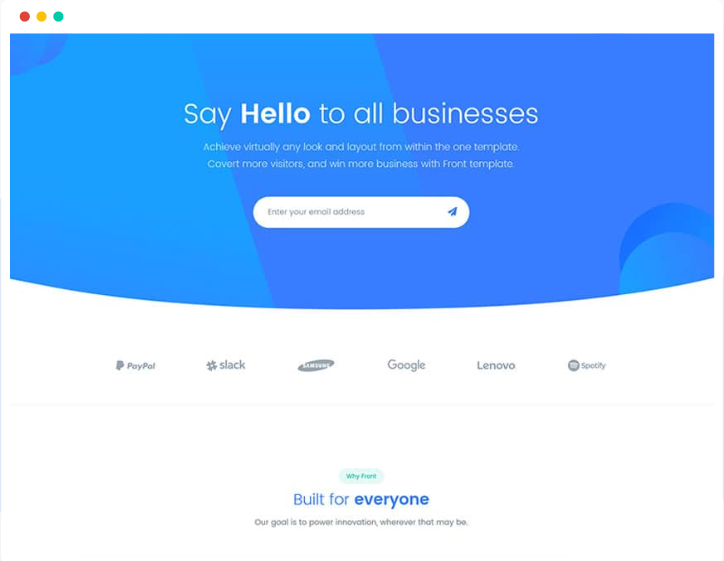 Say Hello to all businesses
Achieve virtually any look and layout from within the one template.
Covert more visitors, and win more business with Front template.
Enter your email address
PayPal slack SAMSUNG Google Lenovo Spotify
Why Front
Built for everyone
Our goal is to power innovation, wherever that may be.